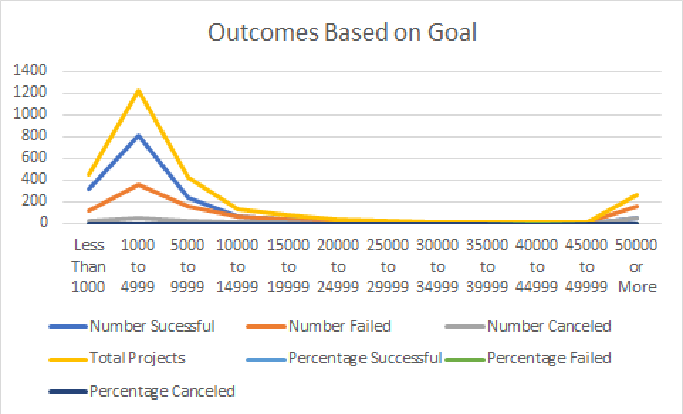 Outcomes Based on Goal
1400
1200
1000
800
600
400
200
0
Less Than 1000
1000 to 4999
5000 to 9999
10000 to 14999
15000 to 19999
20000 to 24999
25000 to 29999
30000 to 34999
35000 to 39999
40000 to 44999
45000 to 49999
50000 or More
Number Sucessful
Number Failed
Number Canceled
Total Projects
Percentage Successful
Percentage Failed
Percentage Canceled